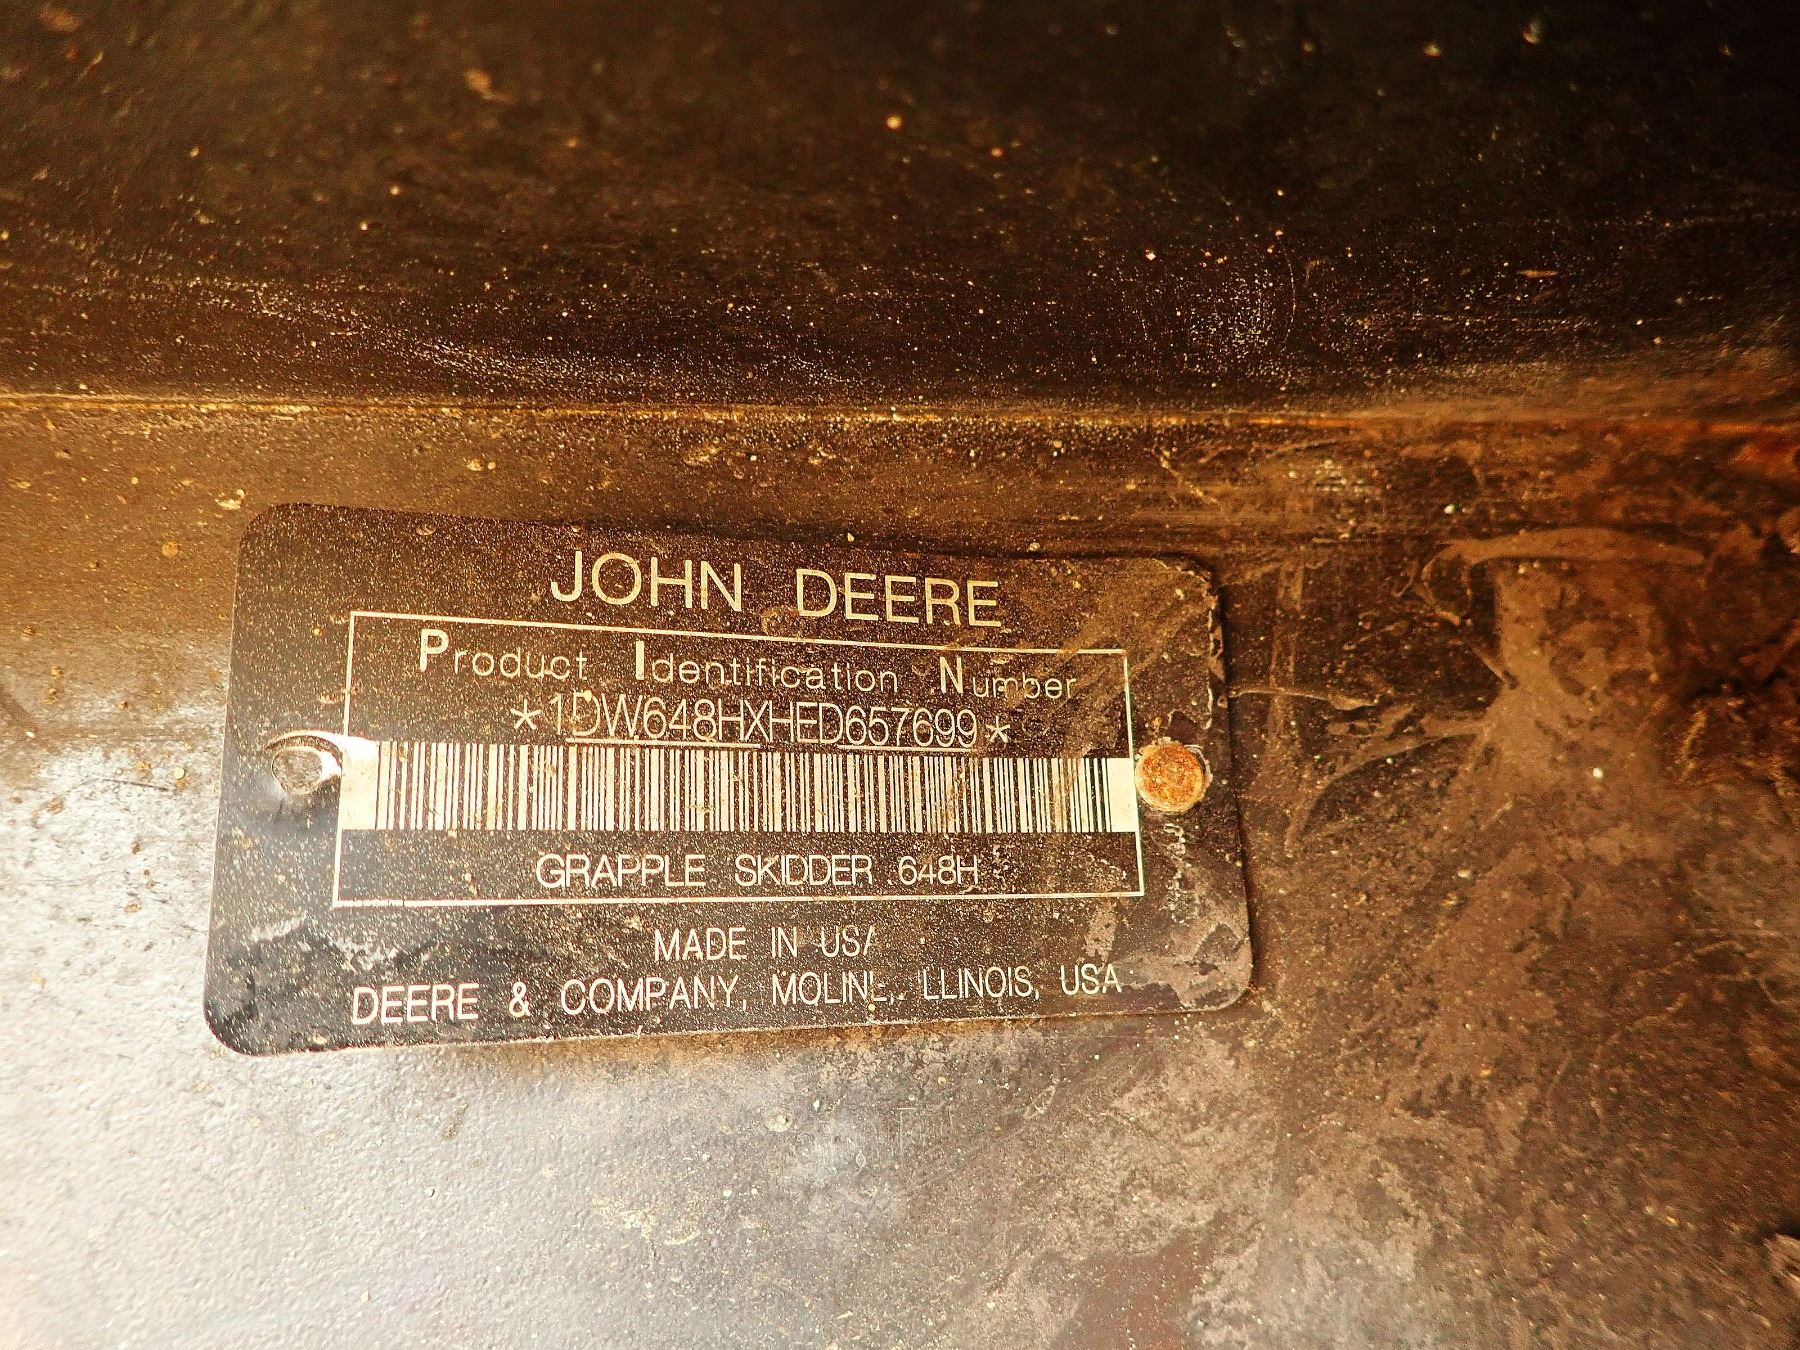 JOHN DEERE
Product Identification Number
*1DW648HXHED657699*
GRAPPLE SKIDDER 648H
MADE IN USA
DEERE & COMPANY, MOLINE, ILLINOIS, USA